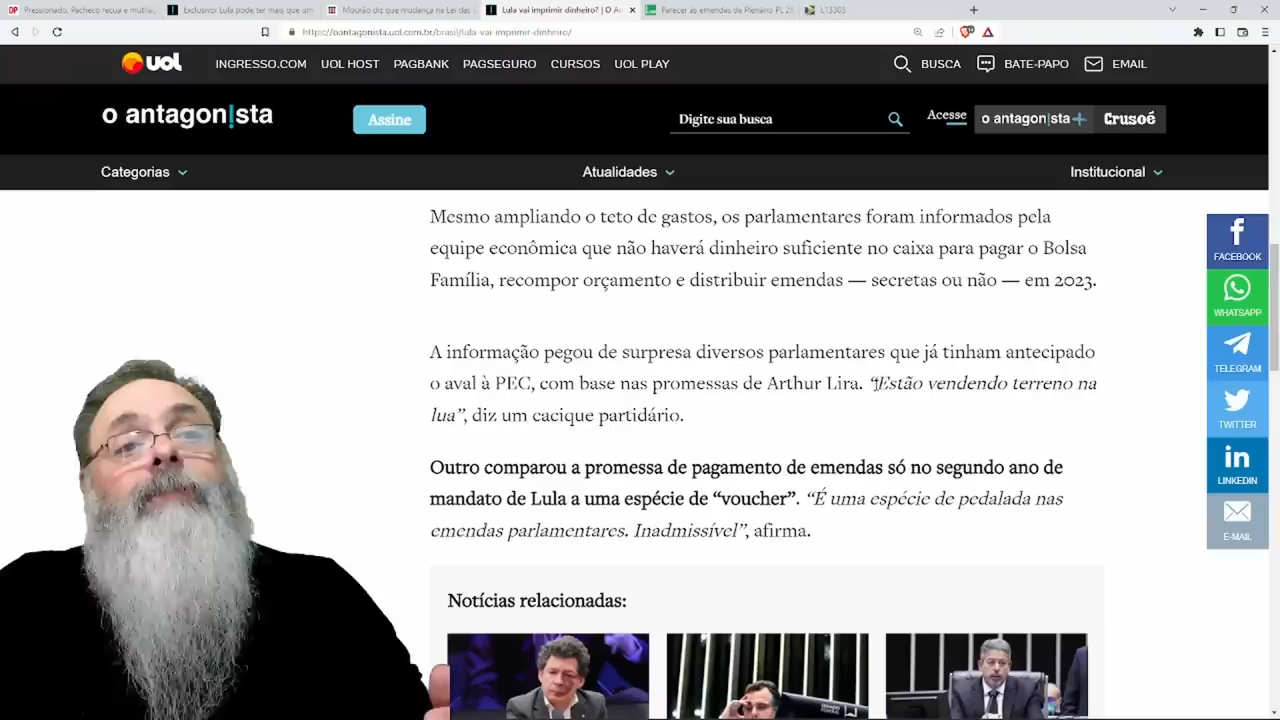 Pressionado, Pacheco recua e mutila,
Exclusivo: Lula pode ter mais que um
Mourão diz que mudança na Lei das
Lula vai imprimir dinheiro? | O An
Parecer às emendas de Plenário PL 25
L13303
https://oantagonista.uol.com.br/brasil/lula-vai-imprimir-dinheiro/
uol
INGRESSO.COM UOL HOST PAGBANK PAGSEGURO CURSOS UOL PLAY
BUSCA BATE-PAPO EMAIL
o antagon!sta
Assine
Digite sua busca
Acesse
o antagon|sta+
Crusoé
Categorias
Atualidades
Institucional
Mesmo ampliando o teto de gastos, os parlamentares foram informados pela
equipe econômica que não haverá dinheiro suficiente no caixa para pagar o Bolsa
Família, recompor orçamento e distribuir emendas — secretas ou não — em 2023.
A informação pegou de surpresa diversos parlamentares que já tinham antecipado
o aval à PEC, com base nas promessas de Arthur Lira. “Estão vendendo terreno na
lua”, diz um cacique partidário.
Outro comparou a promessa de pagamento de emendas só no segundo ano de
mandato de Lula a uma espécie de “voucher”. “É uma espécie de pedalada nas
emendas parlamentares. Inadmissível”, afirma.
Notícias relacionadas:
FACEBOOK
WHATSAPP
TELEGRAM
TWITTER
LINKEDIN
E-MAIL